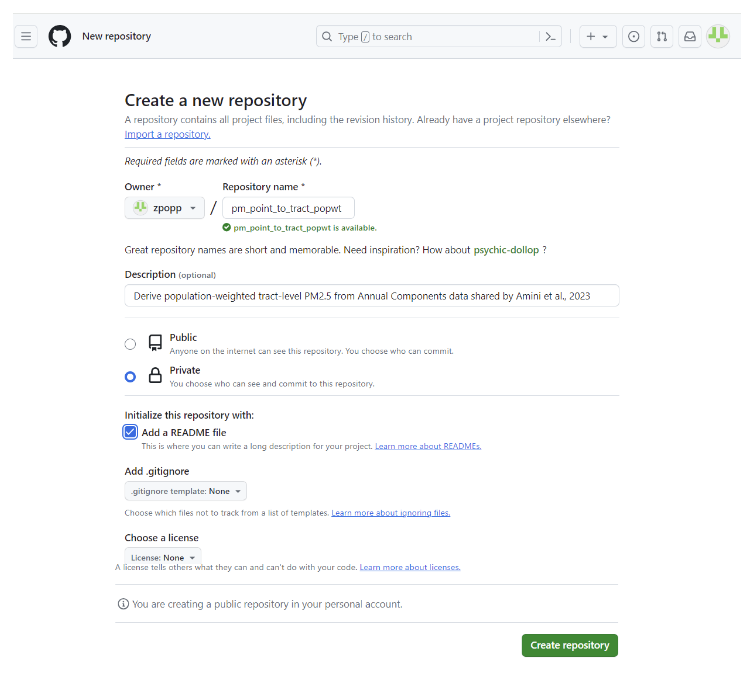 New repository
Type / to search
Create a new repository
A repository contains all project files, including the revision history. Already have a project repository elsewhere?
Import a repository.
Required fields are marked with an asterisk (*).
Owner * Repository name *
zpopp / pm_point_to_tract_popwt
pm_point_to_tract_popwt is available.
Great repository names are short and memorable. Need inspiration? How about psychic-dollop ?
Description (optional)
Derive population-weighted tract-level PM2.5 from Annual Components data shared by Amini et al., 2023
Public
Anyone on the internet can see this repository. You choose who can commit.
Private
You choose who can see and commit to this repository.
Initialize this repository with:
Add a README file
This is where you can write a long description for your project. Learn more about READMEs.
Add .gitignore
.gitignore template: None
Choose which files not to track from a list of templates. Learn more about ignoring files.
Choose a license
License: None
A license tells others what they can and can't do with your code. Learn more about licenses.
You are creating a public repository in your personal account.
Create repository